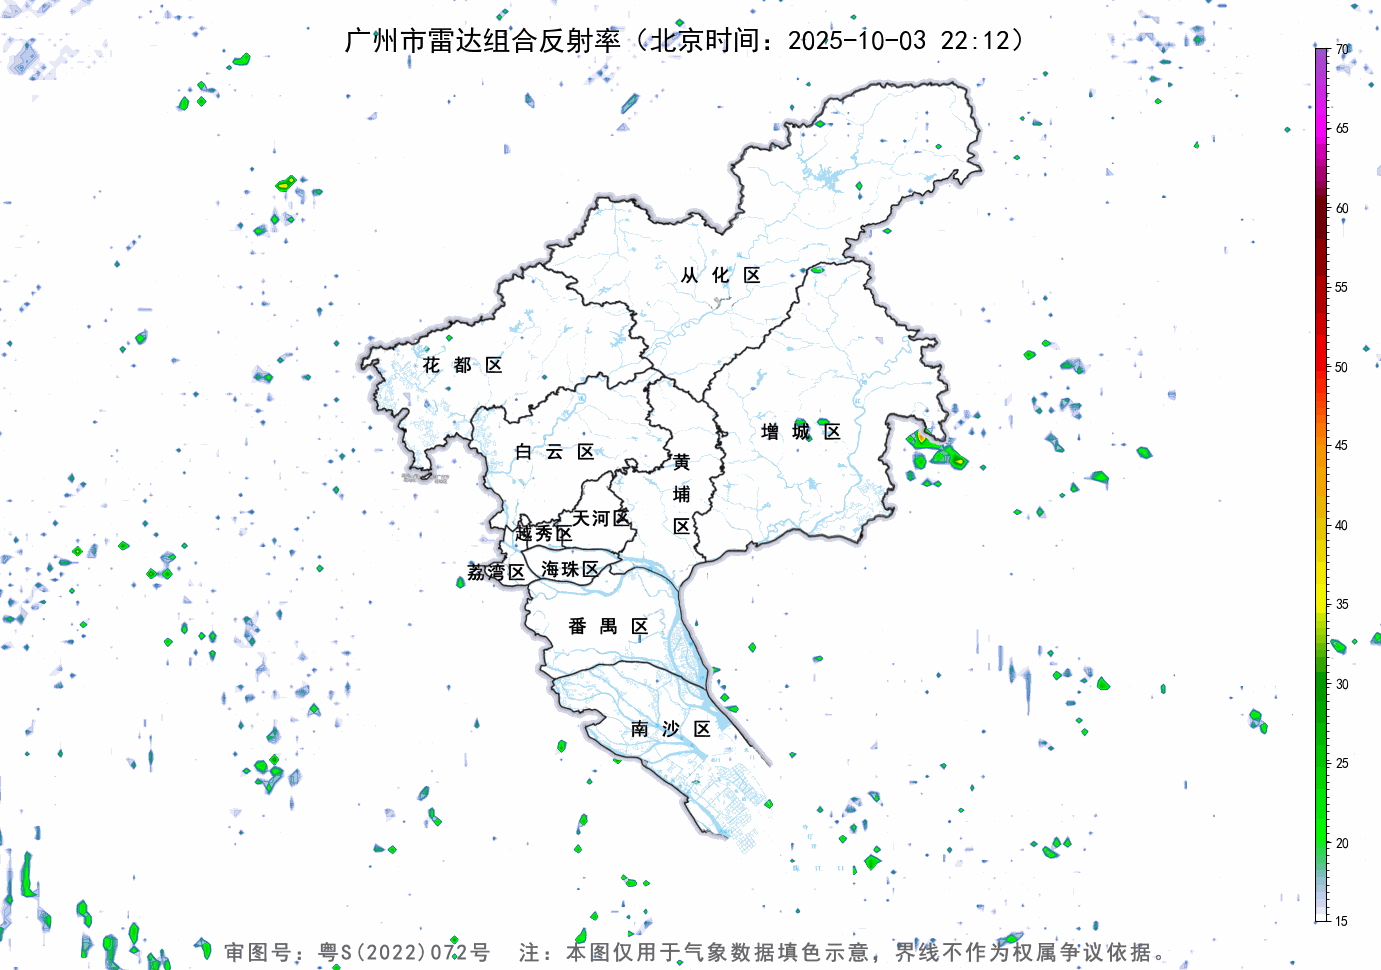 广州市雷达组合反射率（北京时间：2025-10-03 22:12）
70
65
60
55
50
45
40
35
30
25
20
15
从化区
花都区
增城区
白云区
黄埔区
天河区
越秀区
海珠区
荔湾区
番禺区
南沙区
审图号：粤S(2022)072号 注：本图仅用于气象数据填色示意，界线不作为权属争议依据。